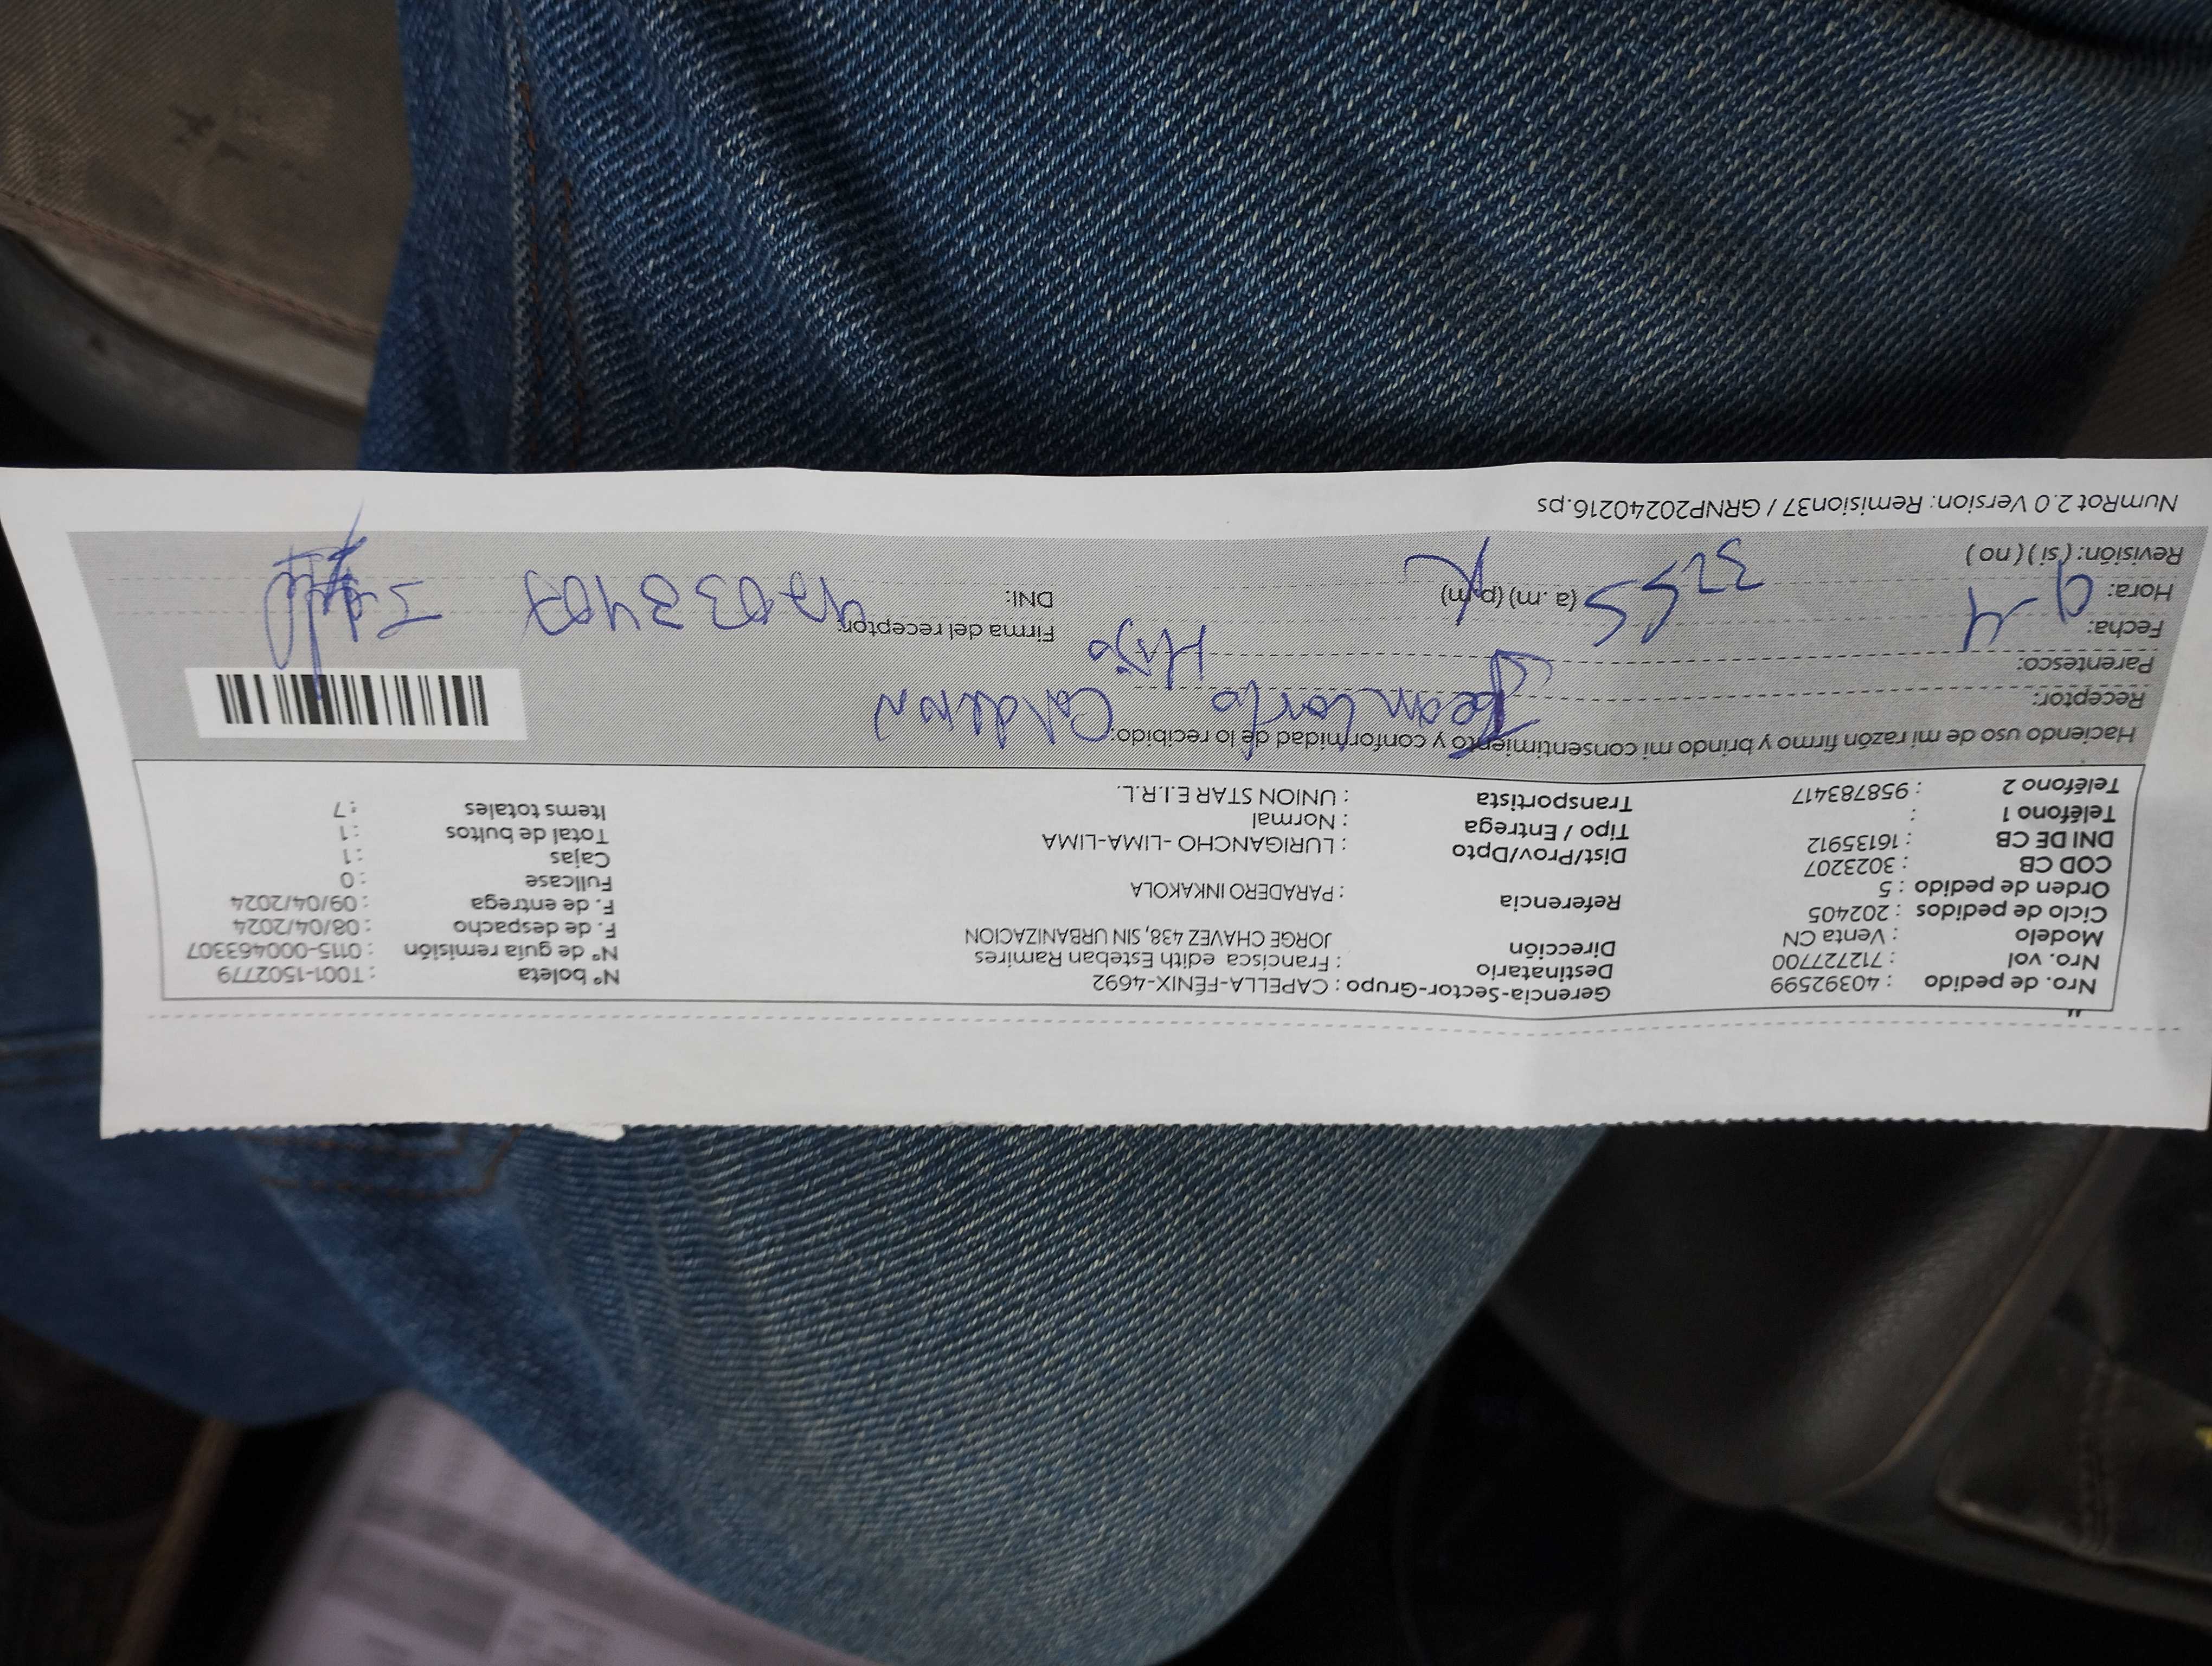 Nro. de pedido : 40392599 Gerencia-Sector-Grupo : CAPELLA-FÉNIX-4692 N° boleta : T001-1502779
Nro. vol : 712727700 Destinatario : Francisca edith Esteban Ramires N° de guía remisión : 0115-000463307
Modelo : Venta CN Dirección JORGE CHAVEZ 438, SIN URBANIZACION F. de despacho : 08/04/2024
Ciclo de pedidos : 202405 F. de entrega : 09/04/2024
Orden de pedido : 5 Referencia : PARADERO INKAKOLA Fullcase : 0
COD CB : 3023207 Cajas : 1
DNI DE CB : 16135912 Dist/Prov/Dpto : LURIGANCHO -LIMA-LIMA Total de bultos : 1
Teléfono 1 : Tipo / Entrega : Normal Items totales : 7
Teléfono 2 : 958783417 Transportista : UNION STAR E.I.R.L.
Haciendo uso de mi razón firmo y brindo mi consentimiento y conformidad de lo recibido:
Receptor: Jeancarlo Calderon
Parentesco: Hijo
Fecha: 9-4 Firma del receptor:
Hora: (a.m) (p.m) DNI:
Revisión: (si) (no)
NumRot 2.0 Version: Remision37 / GRNP20240216.ps